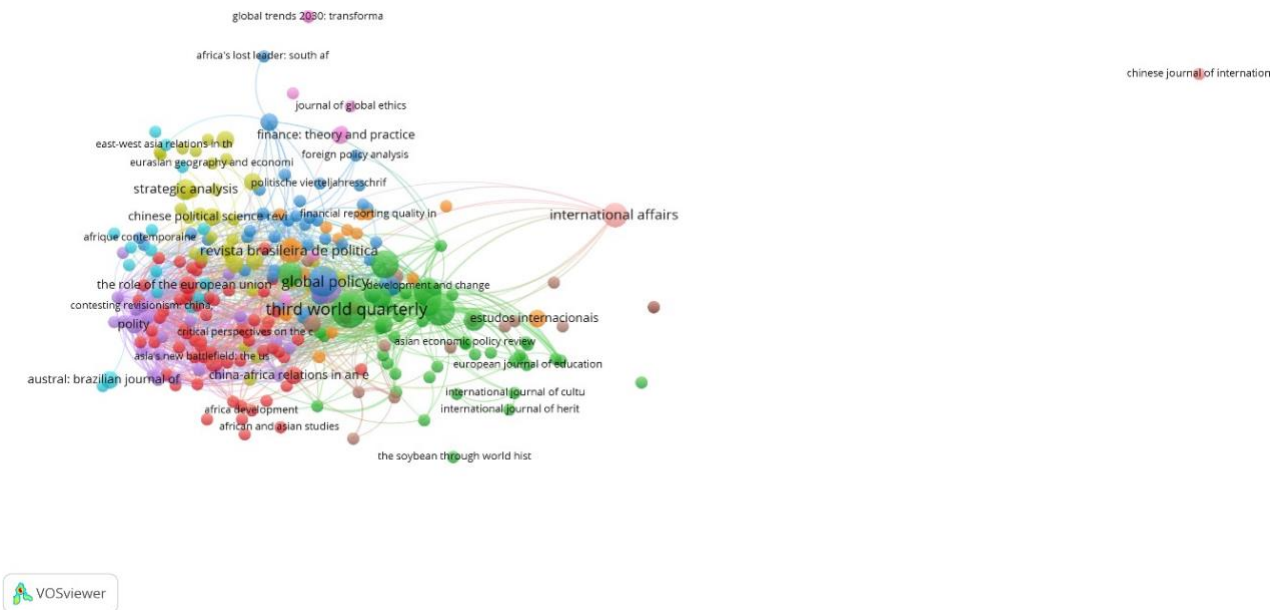 global trends 2030: transforma
africa's lost leader: south af
chinese journal of internation
journal of global ethics
finance: theory and practice
east-west asia relations in th
foreign policy analysis
eurasian geography and economi
politische vierteljahresschrif
strategic analysis
chinese political science revi
financial reporting quality in
international affairs
afrique contemporaine
revista brasileira de politica
the role of the european union
global policy
development and change
contesting revisionism: china,
third world quarterly
polity
estudos internacionais
critical perspectives on the c
asian economic policy review
asia's new battlefield: the us
european journal of education
austral: brazilian journal of
china-africa relations in an e
international journal of cultu
africa development
international journal of herit
african and asian studies
the soybean through world hist
VOSviewer